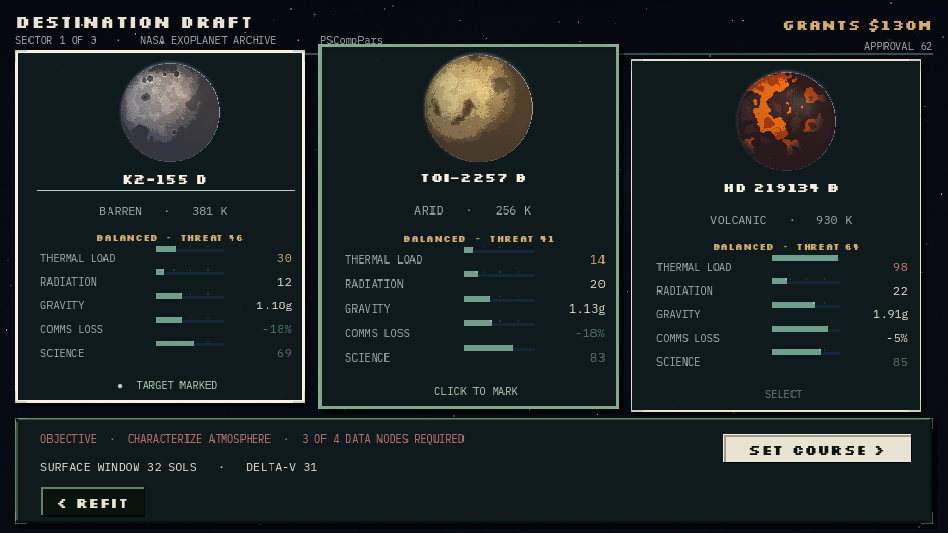 DESTINATION DRAFT
SECTOR 1 OF 3 · NASA EXOPLANET ARCHIVE · PSCompPars
GRANTS $130M
APPROVAL 62
K2-155 D
BARREN · 381 K
BALANCED · THREAT 46
THERMAL LOAD 30
RADIATION 12
GRAVITY 1.10g
COMMS LOSS -18%
SCIENCE 69
• TARGET MARKED
TOI-2257 B
ARID · 256 K
BALANCED · THREAT 41
THERMAL LOAD 14
RADIATION 20
GRAVITY 1.13g
COMMS LOSS -18%
SCIENCE 83
CLICK TO MARK
HD 219134 B
VOLCANIC · 930 K
BALANCED · THREAT 64
THERMAL LOAD 98
RADIATION 22
GRAVITY 1.91g
COMMS LOSS -5%
SCIENCE 85
SELECT
OBJECTIVE · CHARACTERIZE ATMOSPHERE · 3 OF 4 DATA NODES REQUIRED
SURFACE WINDOW 32 SOLS · DELTA-V 31
SET COURSE >
< REFIT